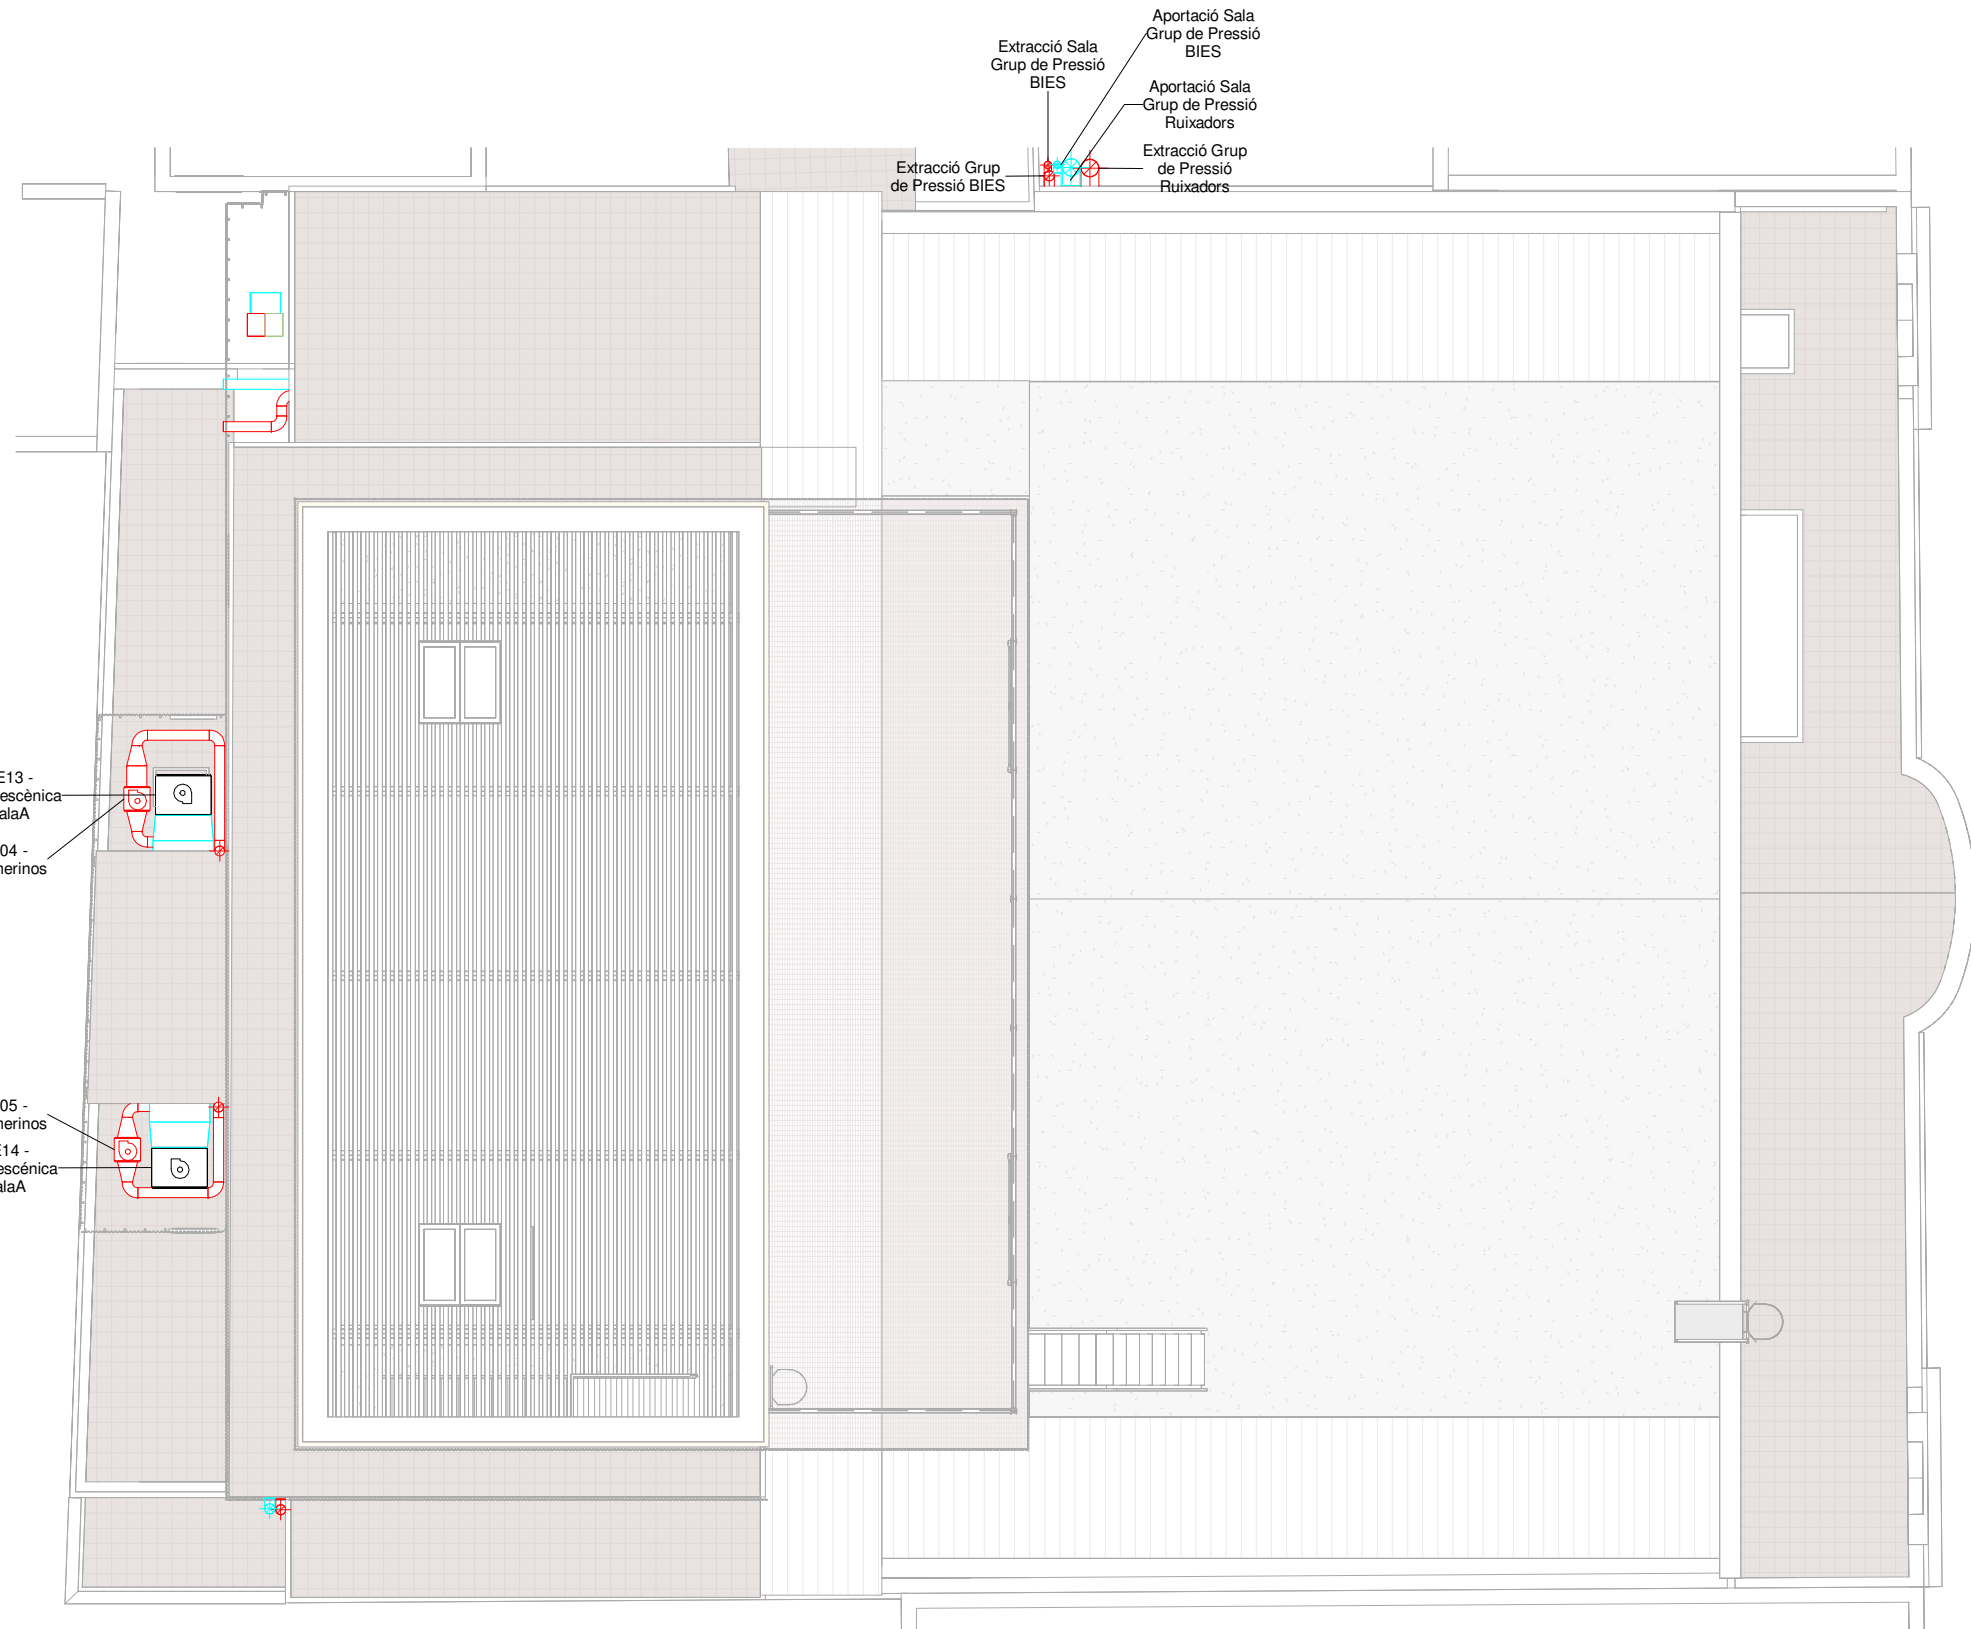 Aportació Sala
Grup de Pressió
BIES
Extracció Sala
Grup de Pressió
BIES
Aportació Sala
Grup de Pressió
Ruixadors
Extracció Grup
de Pressió
Ruixadors
Extracció Grup
de Pressió BIES
E13 -
escènica
alaA
04 -
nerinos
05 -
nerinos
E14 -
escénica
alaA